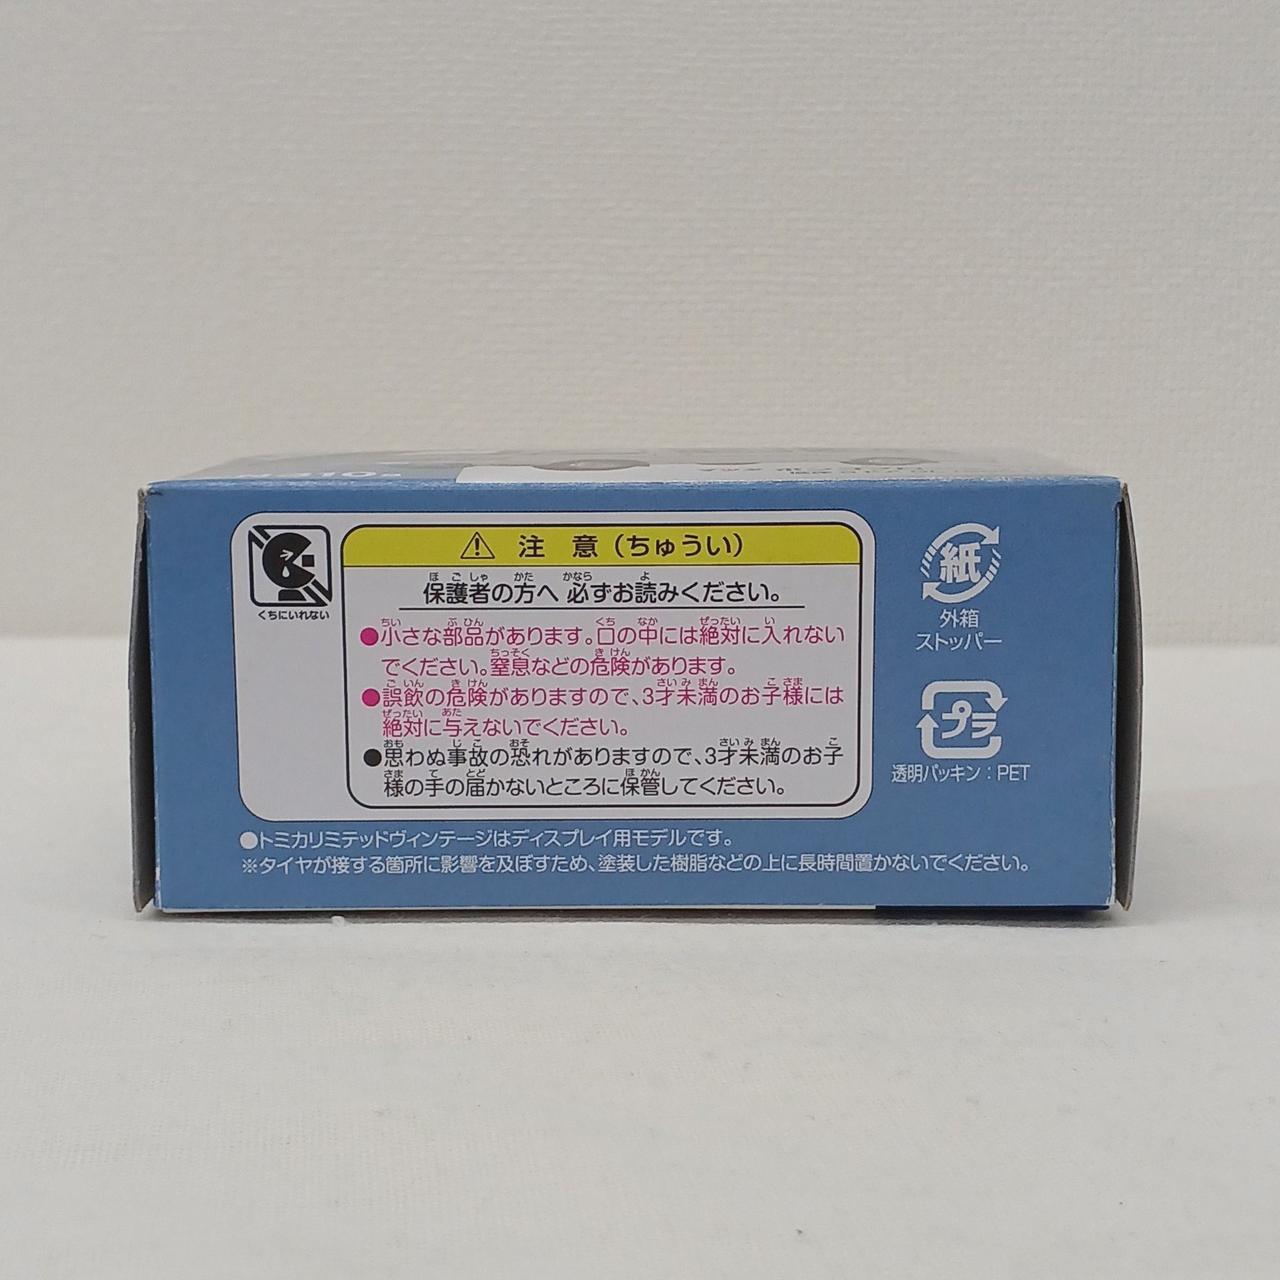 くちにいれない
注 意（ちゅうい）
保護者の方へ 必ずお読みください。
●小さな部品があります。口の中には絶対に入れない
でください。窒息などの危険があります。
●誤飲の危険がありますので、3才未満のお子様には
絶対に与えないでください。
●思わぬ事故の恐れがありますので、3才未満のお子
様の手の届かないところに保管してください。
●トミカリミテッドヴィンテージはディスプレイ用モデルです。
※タイヤが接する箇所に影響を及ぼすため、塗装した樹脂などの上に長時間置かないでください。
紙
外箱
ストッパー
プラ
透明パッキン：PET